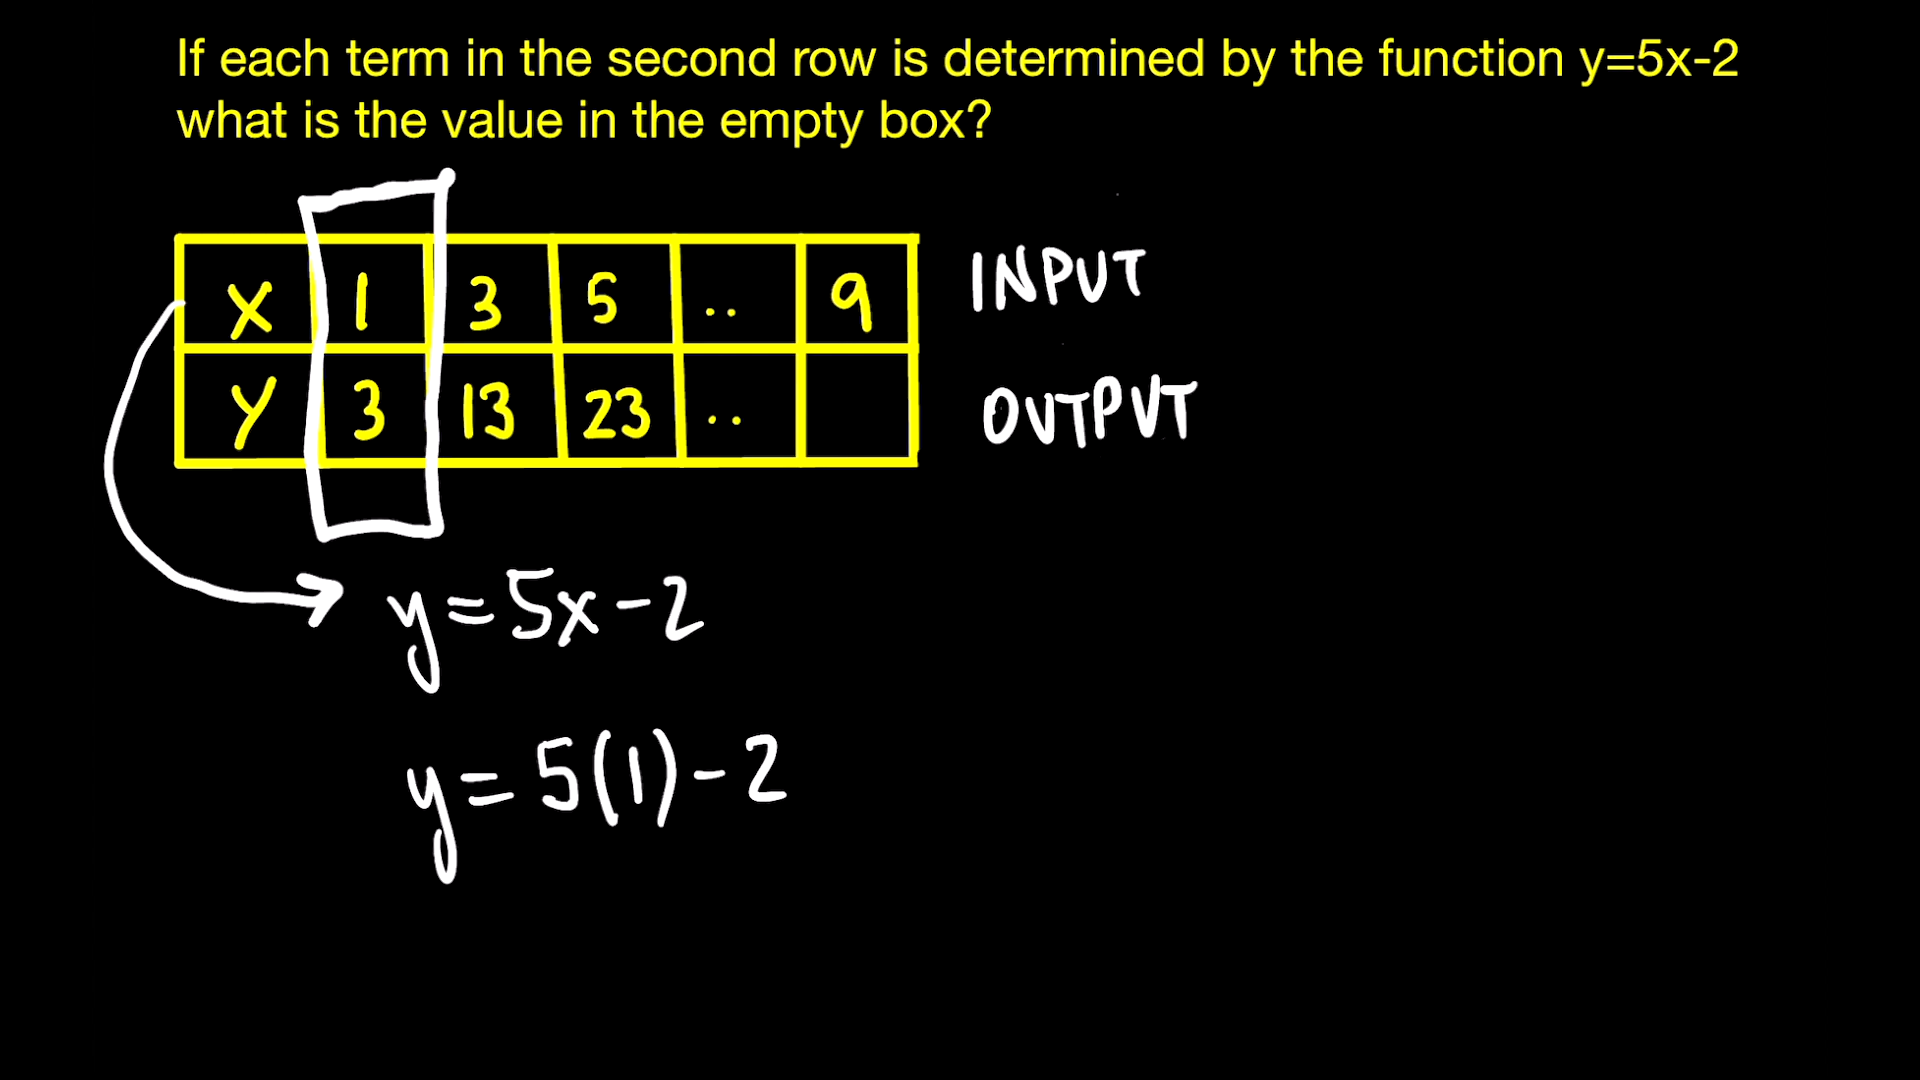 If each term in the second row is determined by the function y=5x-2
what is the value in the empty box?
X 1 3 5 .. 9 INPUT
Y 3 13 23 .. OUTPUT
y=5x-2
y=5(1)-2